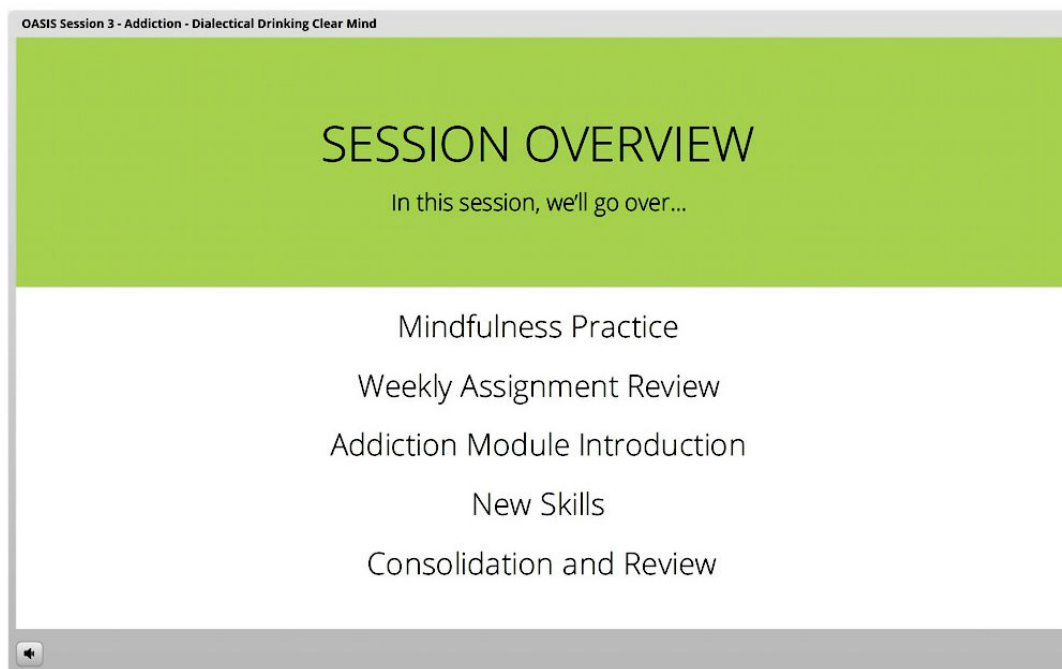 OASIS Session 3 - Addiction - Dialectical Drinking Clear Mind
SESSION OVERVIEW
In this session, we'll go over...
Mindfulness Practice
Weekly Assignment Review
Addiction Module Introduction
New Skills
Consolidation and Review